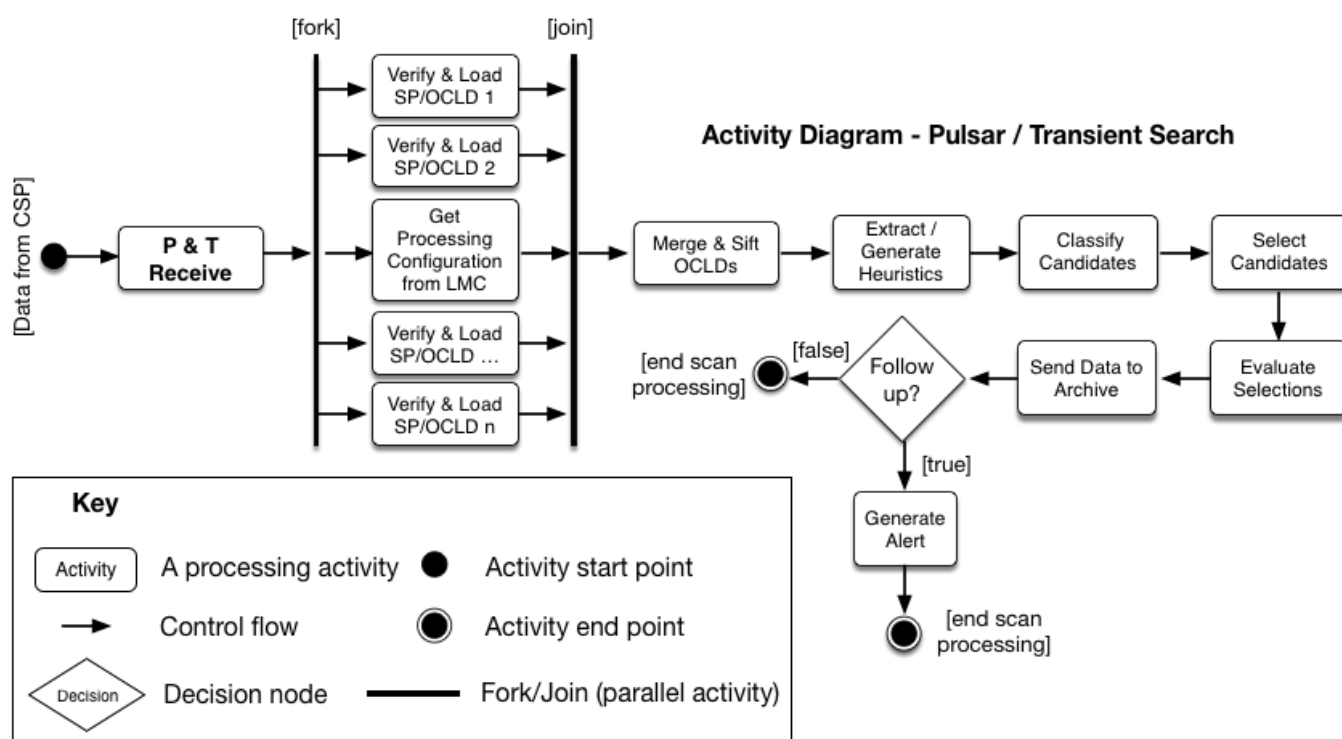 [fork]
[join]
[Data from CSP]
P & T
Receive
Verify & Load
SP/OCLD 1
Verify & Load
SP/OCLD 2
Get
Processing
Configuration
from LMC
Verify & Load
SP/OCLD ...
Verify & Load
SP/OCLD n
Activity Diagram - Pulsar / Transient Search
Merge & Sift
OCLDs
Extract /
Generate
Heuristics
Classify
Candidates
Select
Candidates
Evaluate
Selections
Send Data to
Archive
Follow
up?
[false]
[end scan
processing]
[true]
Generate
Alert
[end scan
processing]
Key
Activity
A processing activity
Activity start point
Control flow
Activity end point
Decision
Decision node
Fork/Join (parallel activity)